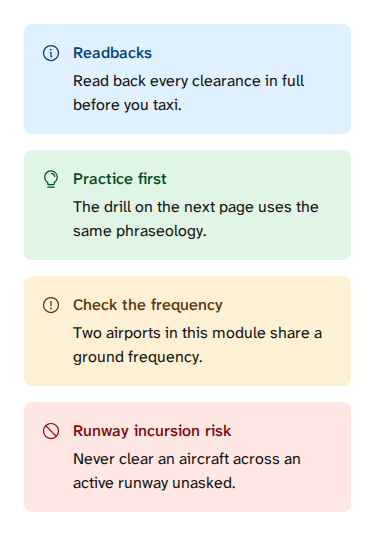 Readbacks
Read back every clearance in full
before you taxi.
Practice first
The drill on the next page uses the
same phraseology.
Check the frequency
Two airports in this module share a
ground frequency.
Runway incursion risk
Never clear an aircraft across an
active runway unasked.